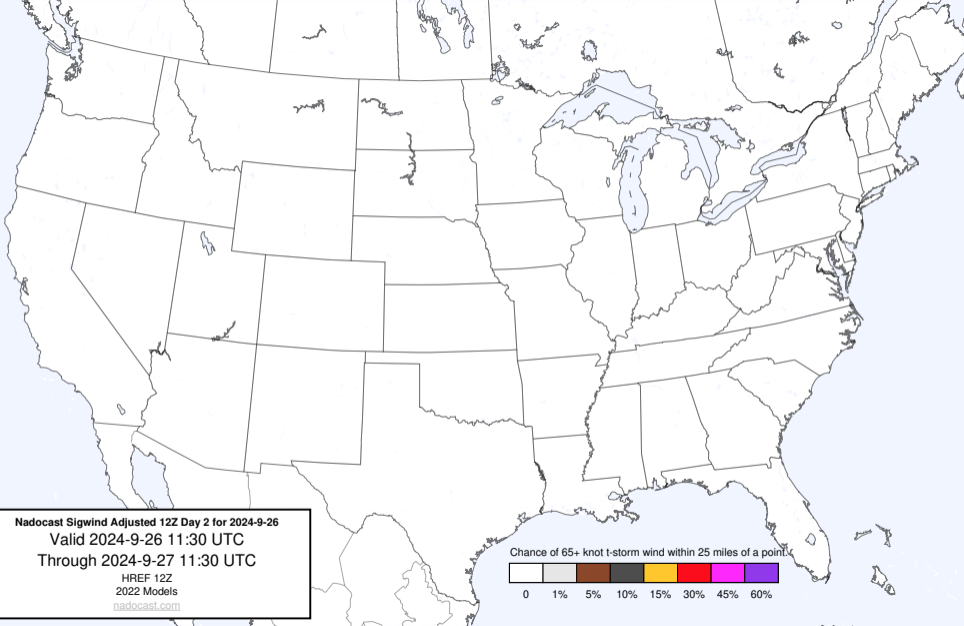 Nadocast Sigwind Adjusted 12Z Day 2 for 2024-9-26
Valid 2024-9-26 11:30 UTC
Through 2024-9-27 11:30 UTC
HREF 12Z
2022 Models
nadocast.com
Chance of 65+ knot t-storm wind within 25 miles of a point.
0 1% 5% 10% 15% 30% 45% 60%